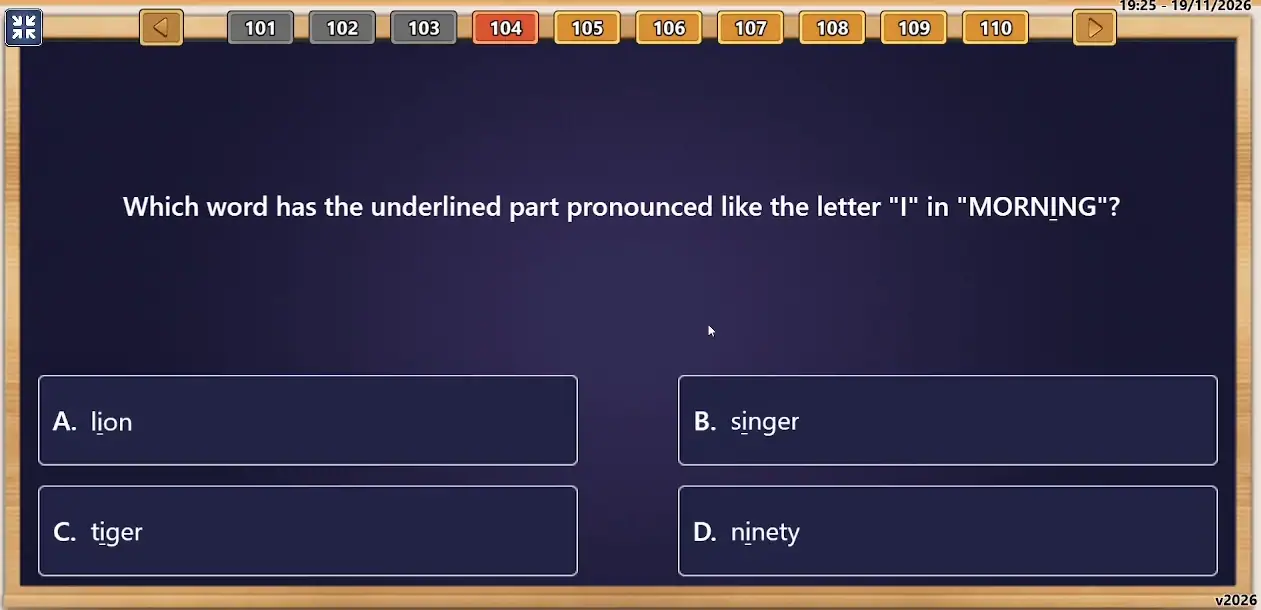 19:25 - 19/11/2026
101 102 103 104 105 106 107 108 109 110
Which word has the underlined part pronounced like the letter "I" in "MORNING"?
A. lion
B. singer
C. tiger
D. ninety
v2026